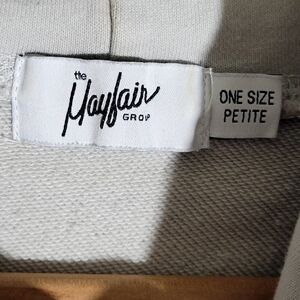 the
Mayfair
GROUP
ONE SIZE
PETITE